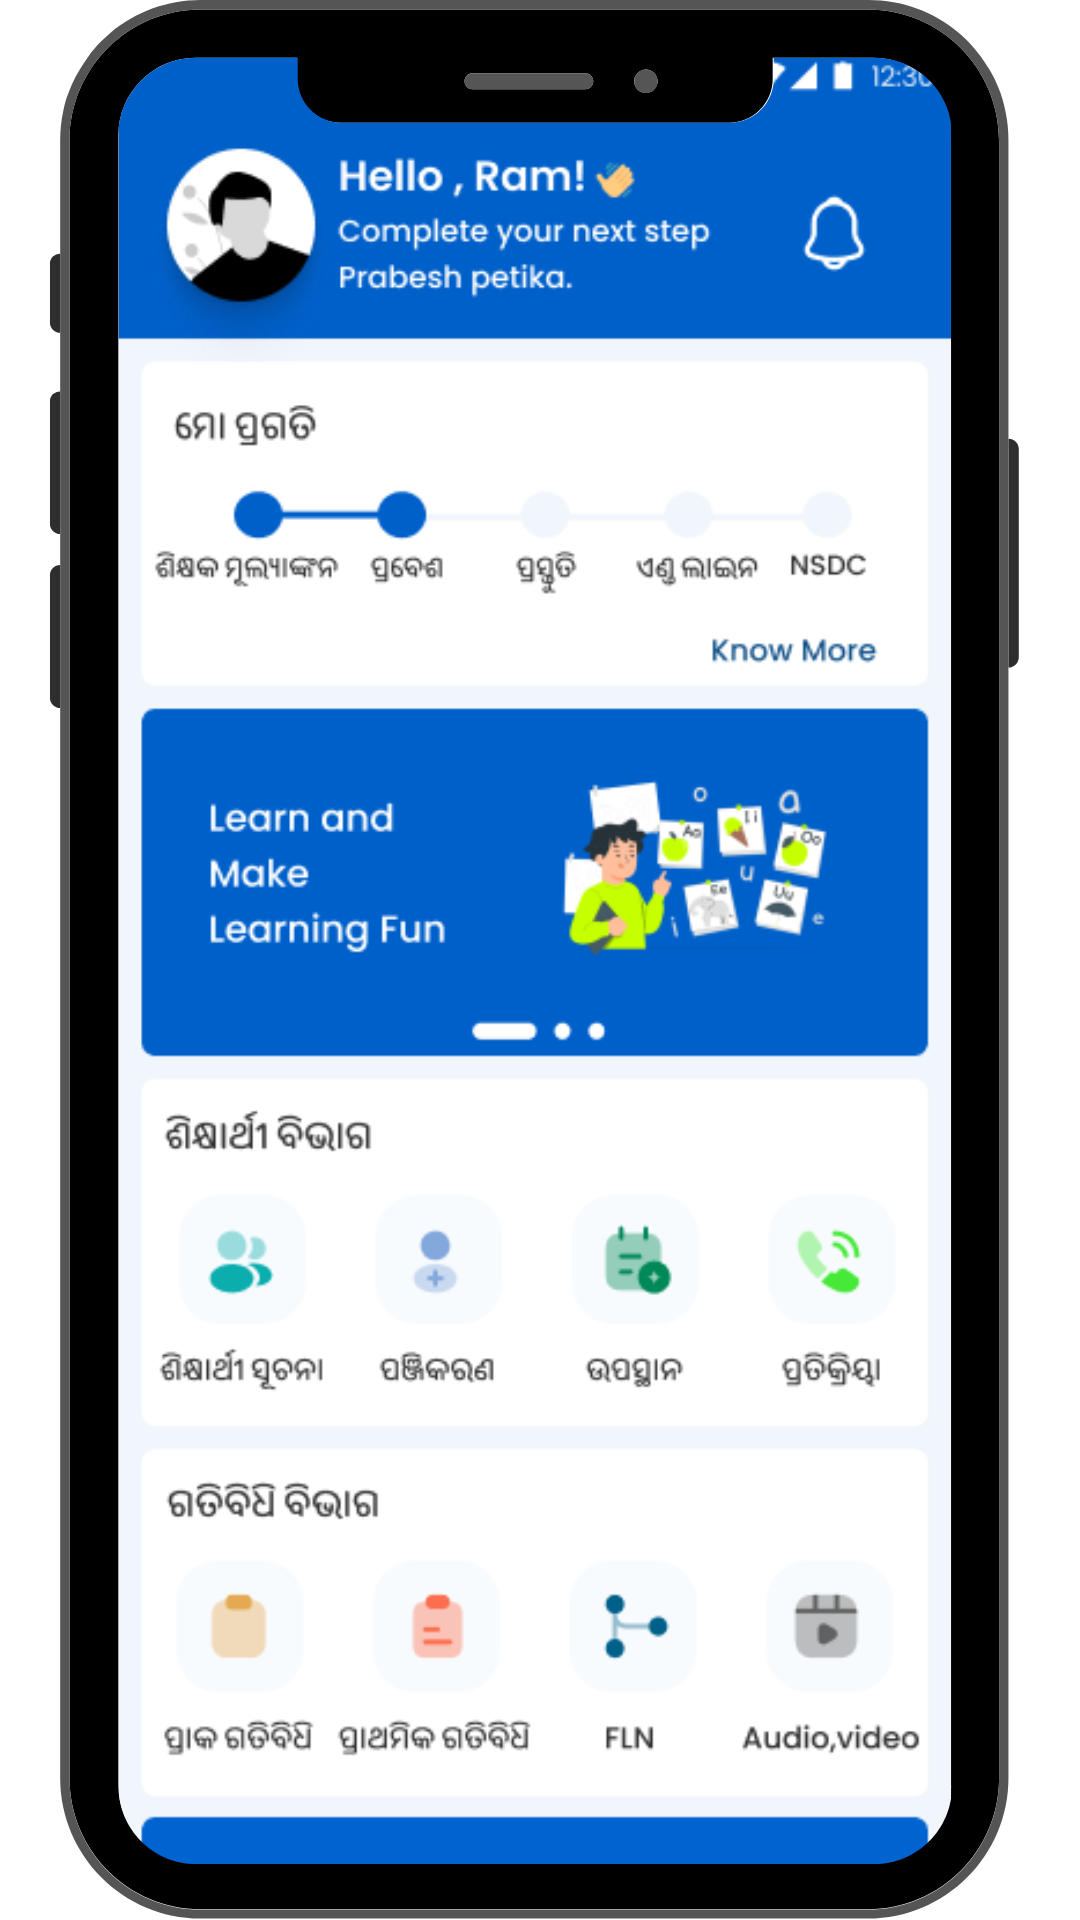 12:30
Hello , Ram! 👋
Complete your next step
Prabesh petika.
ମୋ ପ୍ରଗତି
ଶିକ୍ଷକ ମୂଲ୍ୟାଙ୍କନ ପ୍ରବେଶ ପ୍ରସ୍ତୁତି ଏଣ୍ଡ ଲାଇନ NSDC
Know More
Learn and
Make
Learning Fun
o a
Aa I i Oo
u
Ee Uu
i e
ଶିକ୍ଷାର୍ଥୀ ବିଭାଗ
ଶିକ୍ଷାର୍ଥୀ ସୂଚନା ପଞ୍ଜିକରଣ ଉପସ୍ଥାନ ପ୍ରତିକ୍ରିୟା
ଗତିବିଧି ବିଭାଗ
ପ୍ରାକ ଗତିବିଧି ପ୍ରାଥମିକ ଗତିବିଧି FLN Audio,video